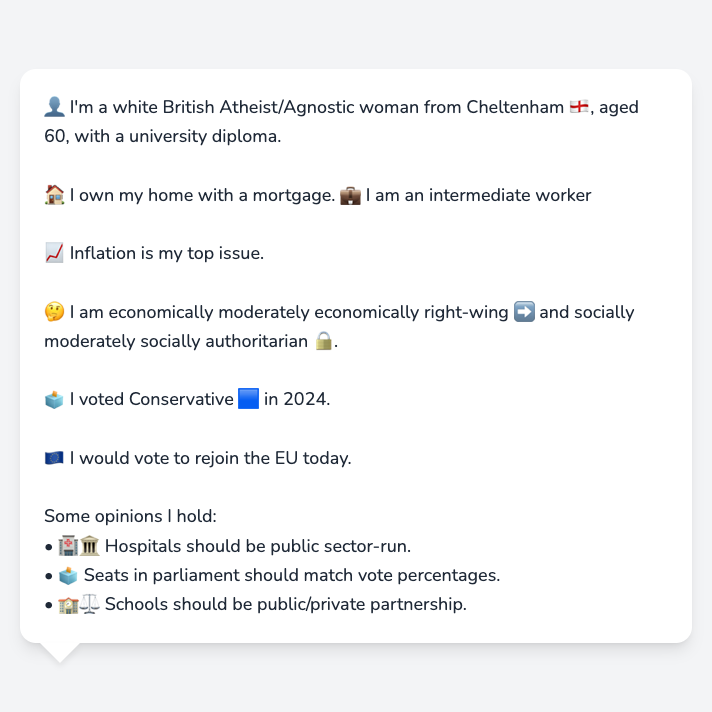 👤 I'm a white British Atheist/Agnostic woman from Cheltenham 🏴󠁧󠁢󠁥󠁮󠁧󠁿, aged
60, with a university diploma.
🏠 I own my home with a mortgage. 💼 I am an intermediate worker
📈 Inflation is my top issue.
🤔 I am economically moderately economically right-wing ➡️ and socially
moderately socially authoritarian 🔒.
🗳️ I voted Conservative 🟦 in 2024.
🇪🇺 I would vote to rejoin the EU today.
Some opinions I hold:
• 🏥🏛️ Hospitals should be public sector-run.
• 🗳️ Seats in parliament should match vote percentages.
• 🏫⚖️ Schools should be public/private partnership.